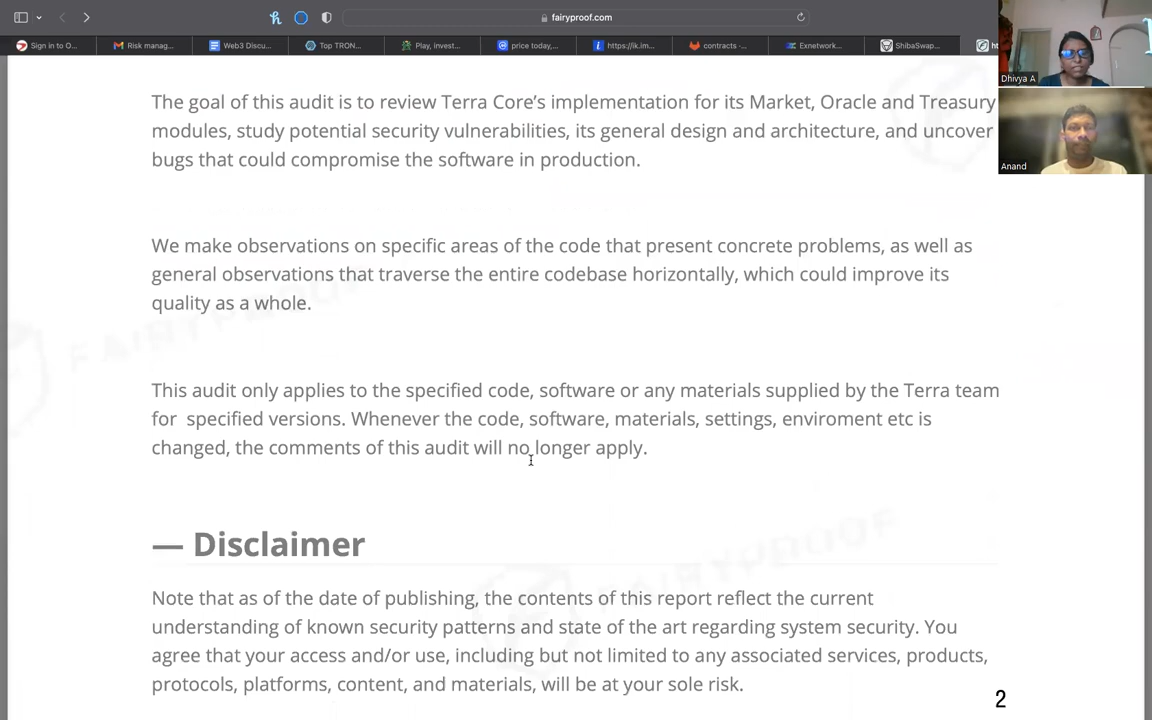 fairyproof.com
Sign in to O...
Risk manag...
Web3 Discu...
Top TRON...
Play, invest...
price today,...
https://ik.im...
contracts -...
Exnetwork...
ShibaSwap...
ht
Dhivya A
Anand
The goal of this audit is to review Terra Core’s implementation for its Market, Oracle and Treasury
modules, study potential security vulnerabilities, its general design and architecture, and uncover
bugs that could compromise the software in production.
We make observations on specific areas of the code that present concrete problems, as well as
general observations that traverse the entire codebase horizontally, which could improve its
quality as a whole.
FAIRYPROOF
This audit only applies to the specified code, software or any materials supplied by the Terra team
for specified versions. Whenever the code, software, materials, settings, enviroment etc is
changed, the comments of this audit will no longer apply.
— Disclaimer
FAIRYPROOF
Note that as of the date of publishing, the contents of this report reflect the current
understanding of known security patterns and state of the art regarding system security. You
agree that your access and/or use, including but not limited to any associated services, products,
protocols, platforms, content, and materials, will be at your sole risk.
2